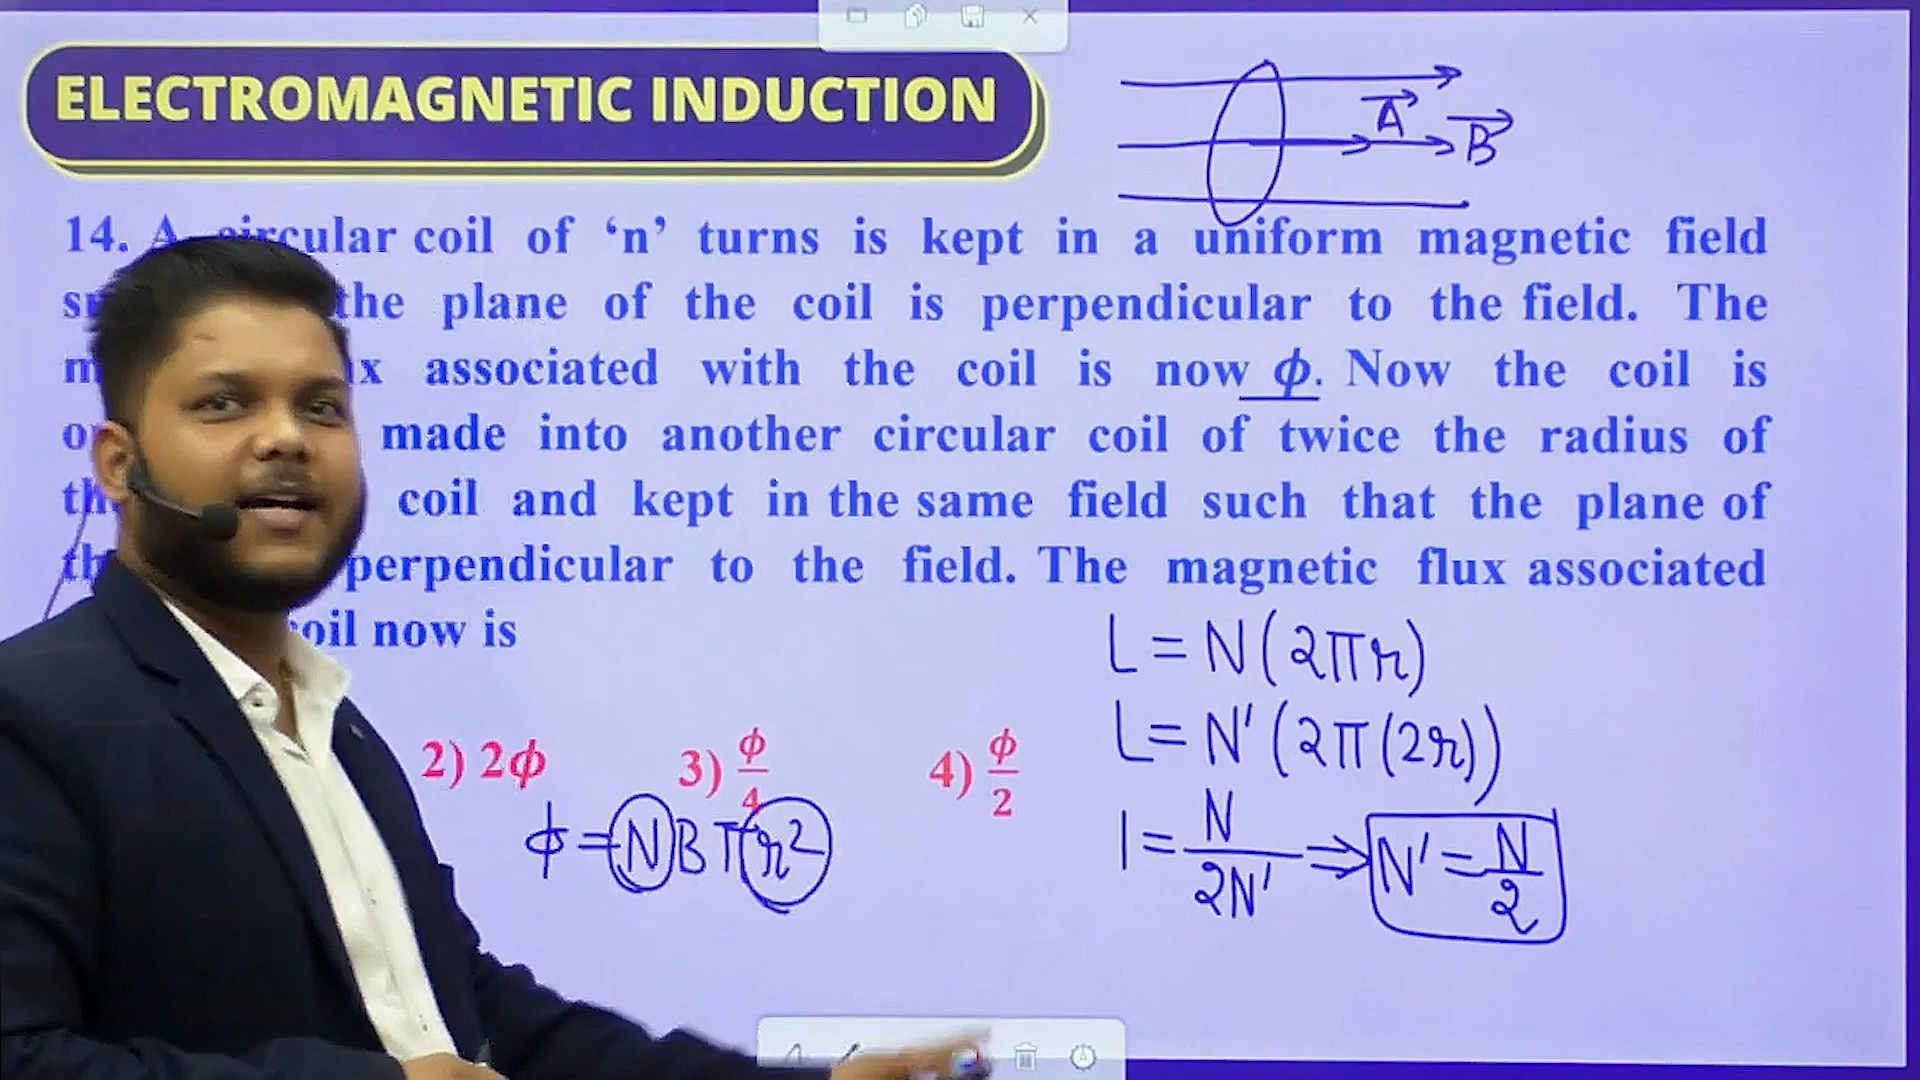 ELECTROMAGNETIC INDUCTION
A⃗
B⃗
14. A circular coil of ‘n’ turns is kept in a uniform magnetic field
the plane of the coil is perpendicular to the field. The
associated with the coil is now ϕ. Now the coil is
made into another circular coil of twice the radius of
coil and kept in the same field such that the plane of
perpendicular to the field. The magnetic flux associated
now is
2) 2ϕ 3) ϕ/4 4) ϕ/2
ϕ = NBπr²
L = N(2πr)
L = N'(2π(2r))
1 = N/2N' ⇒ N' = N/2